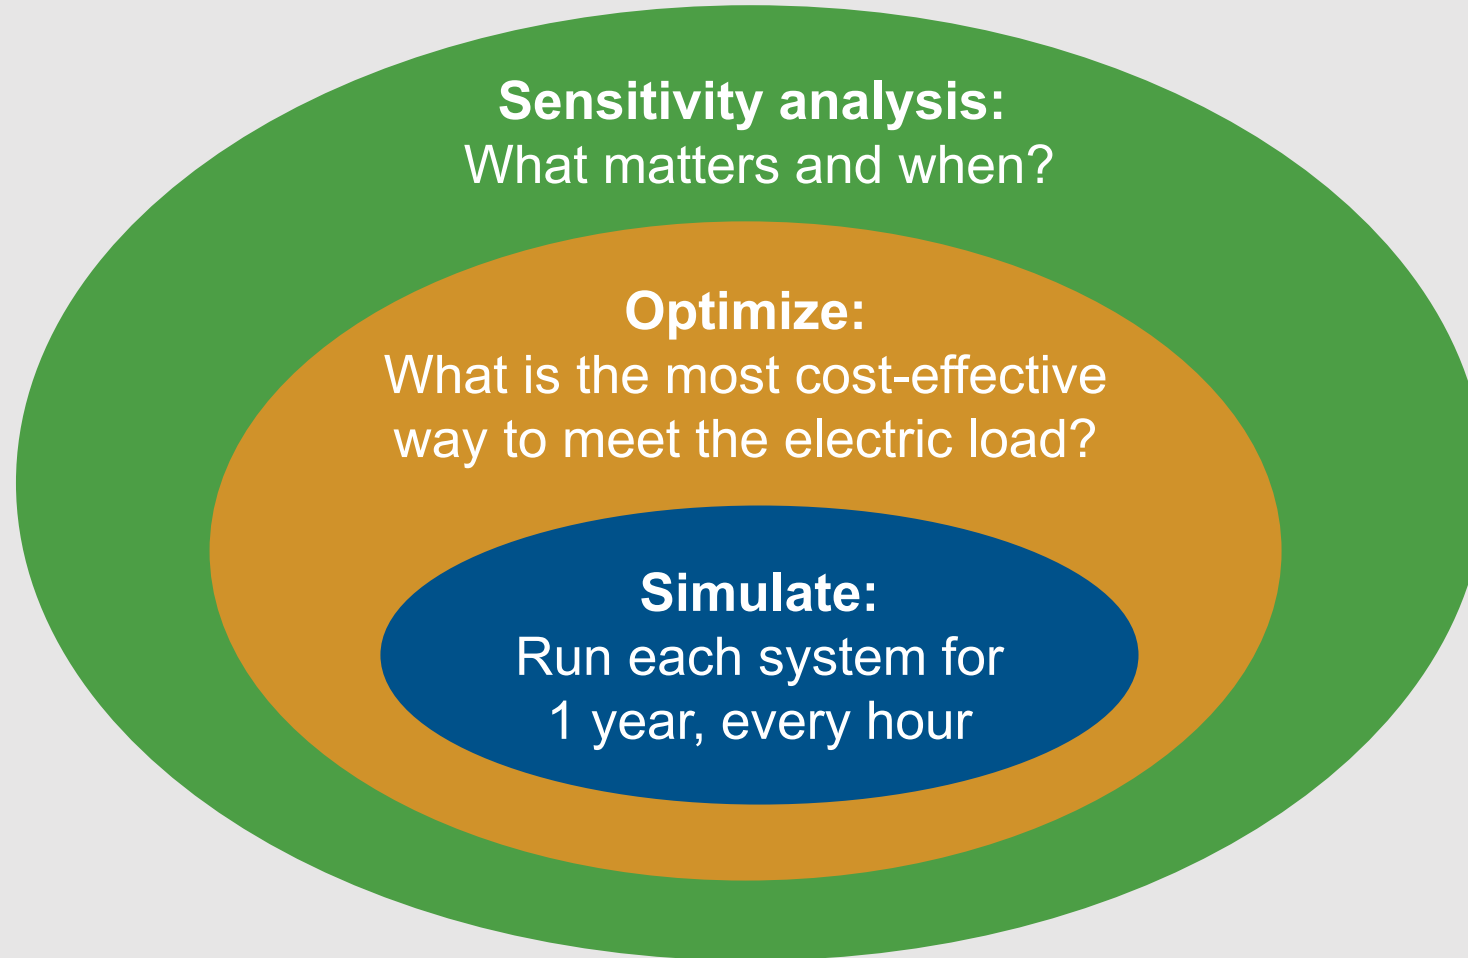 Sensitivity analysis:
What matters and when?
Optimize:
What is the most cost-effective
way to meet the electric load?
Simulate:
Run each system for
1 year, every hour